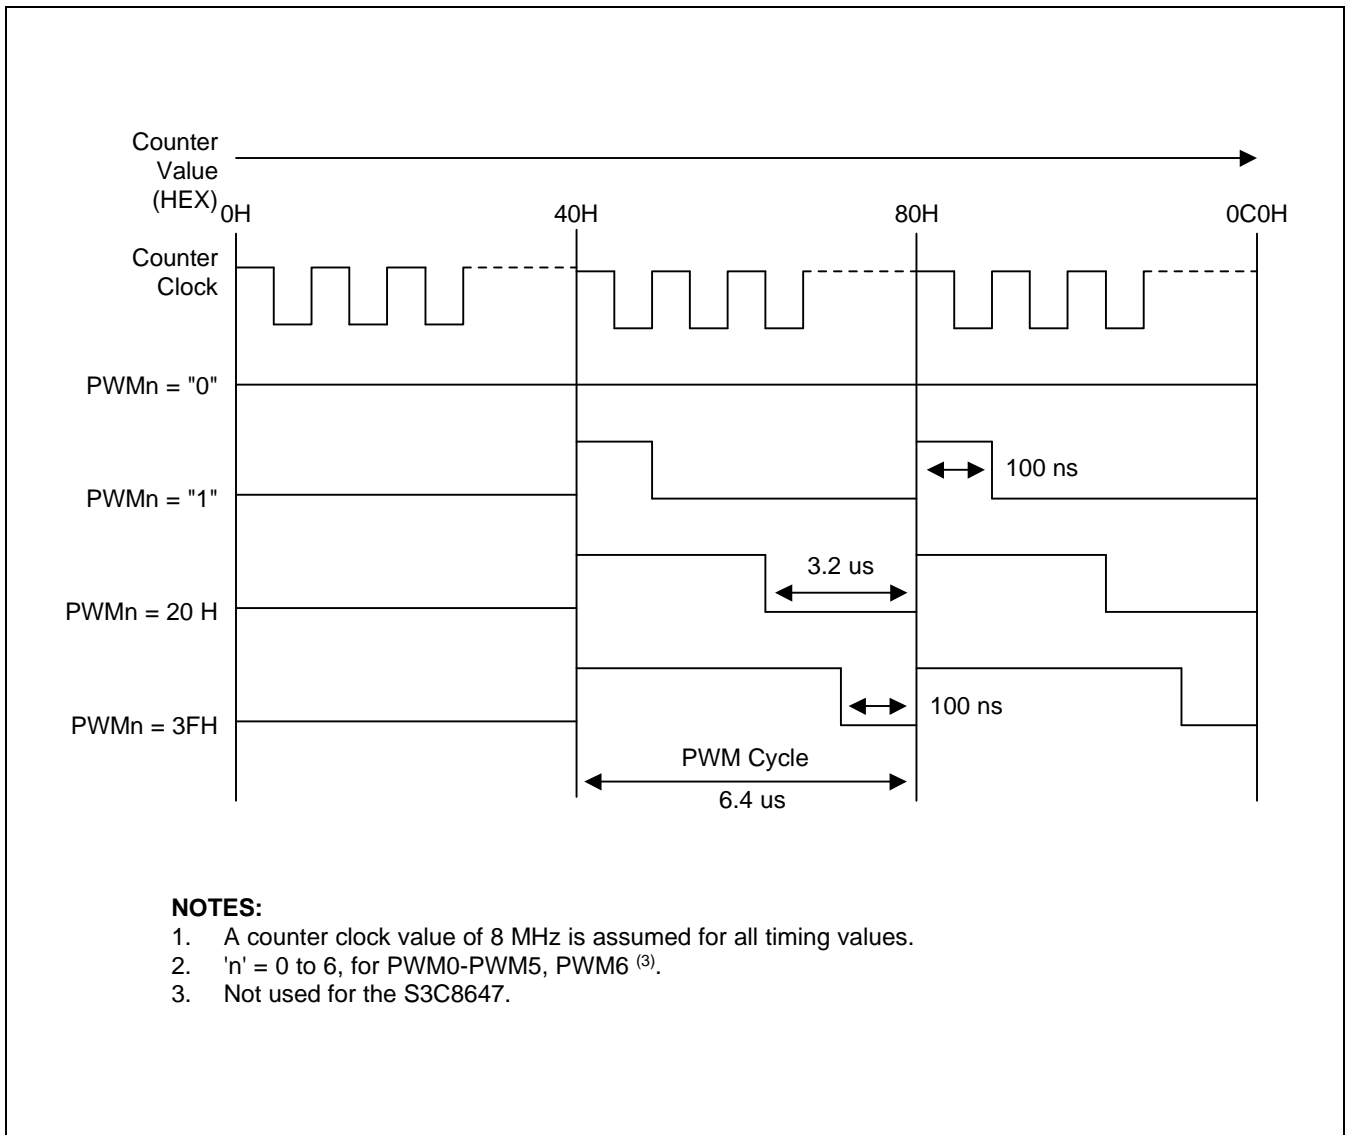 Counter
Value
(HEX)
0H 40H 80H 0C0H
Counter
Clock
PWMn = "0"
100 ns
PWMn = "1"
3.2 us
PWMn = 20 H
100 ns
PWMn = 3FH
PWM Cycle
6.4 us
NOTES:
1. A counter clock value of 8 MHz is assumed for all timing values.
2. 'n' = 0 to 6, for PWM0-PWM5, PWM6 (3).
3. Not used for the S3C8647.